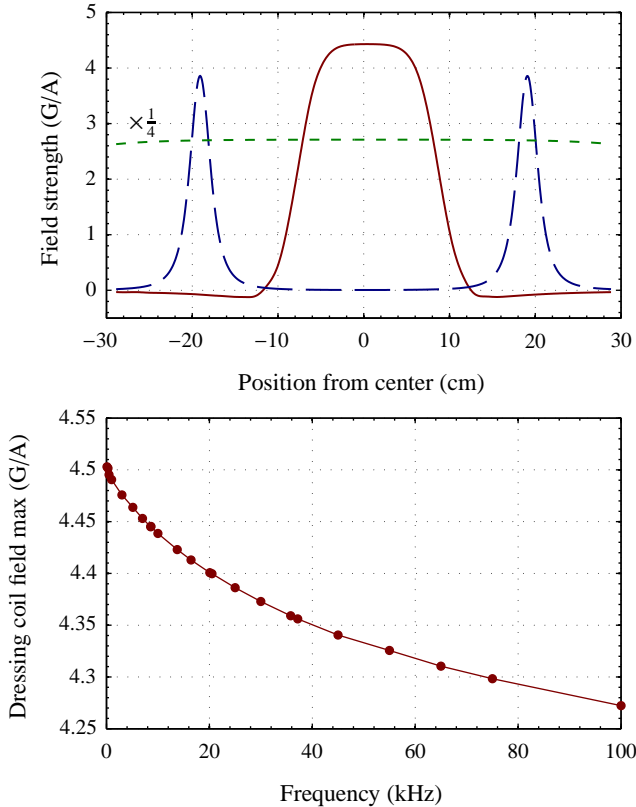 5
4
3
2
1
0
Field strength (G/A)
×1/4
−30 −20 −10 0 10 20 30
Position from center (cm)
4.55
4.5
4.45
4.4
4.35
4.3
4.25
Dressing coil field max (G/A)
0 20 40 60 80 100
Frequency (kHz)